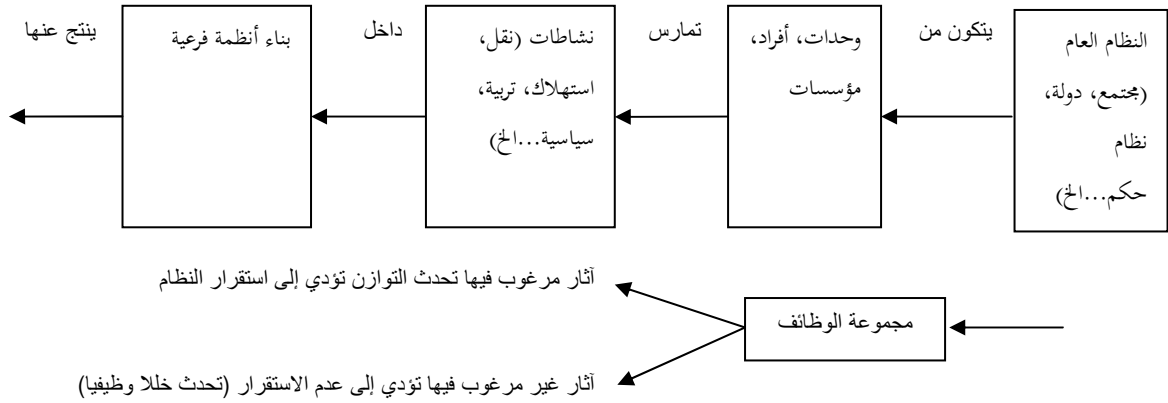 النظام العام
(مجتمع، دولة،
نظام
حكم...الخ)
يتكون من
وحدات، أفراد،
مؤسسات
تمارس
نشاطات (نقل،
استهلاك، تربية،
سياسية...الخ)
داخل
بناء أنظمة فرعية
ينتج عنها
مجموعة الوظائف
آثار مرغوب فيها تحدث التوازن تؤدي إلى استقرار النظام
آثار غير مرغوب فيها تؤدي إلى عدم الاستقرار (تحدث خللا وظيفيا)